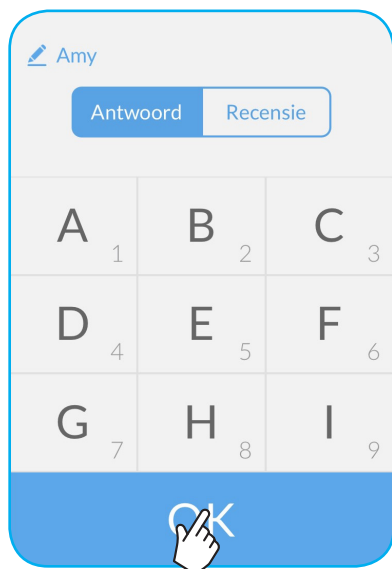 Amy
Antwoord Recensie
A 1 B 2 C 3
D 4 E 5 F 6
G 7 H 8 I 9
OK